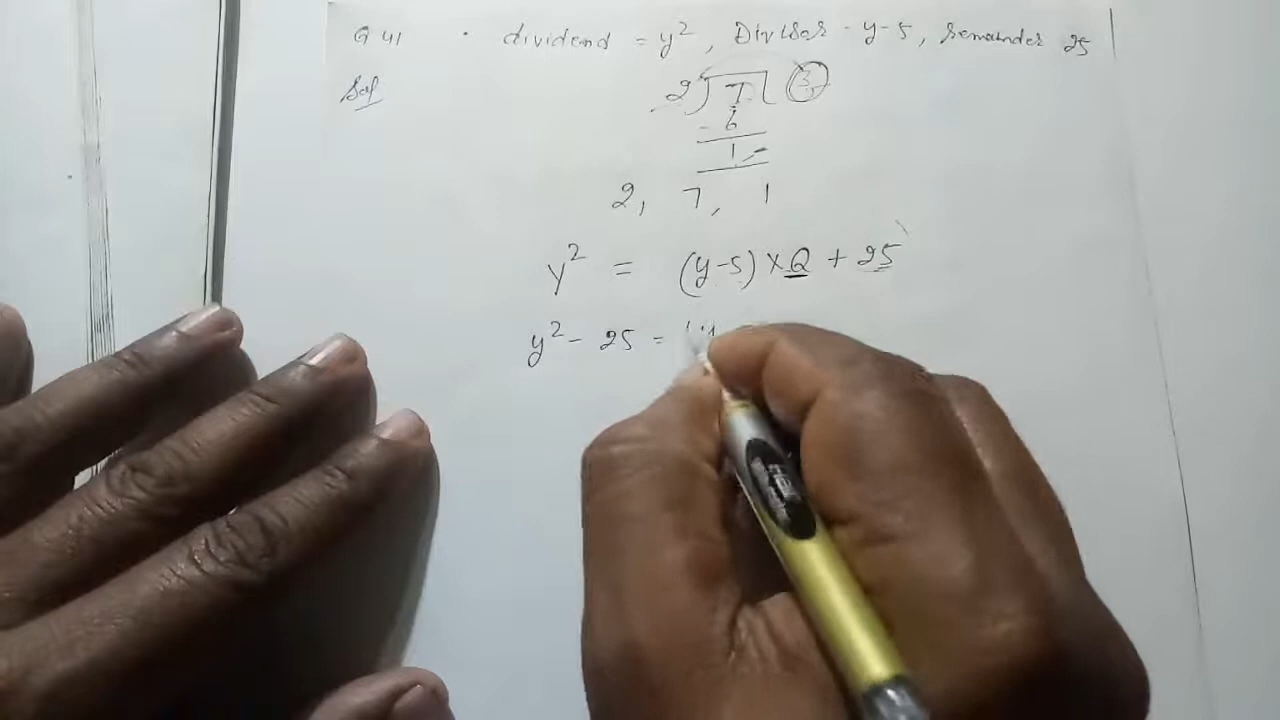 Q 41 . dividend = y², Divisor - y-5, remainder 25
Sol
2) 7 ( 3
- 6
1
2, 7, 1
y² = (y-5) × Q + 25
y² - 25 = (y